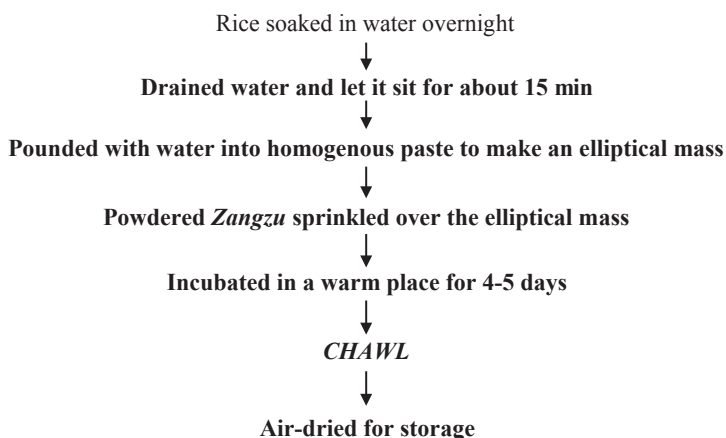 Rice soaked in water overnight
Drained water and let it sit for about 15 min
Pounded with water into homogenous paste to make an elliptical mass
Powdered Zangzu sprinkled over the elliptical mass
Incubated in a warm place for 4-5 days
CHAWL
Air-dried for storage